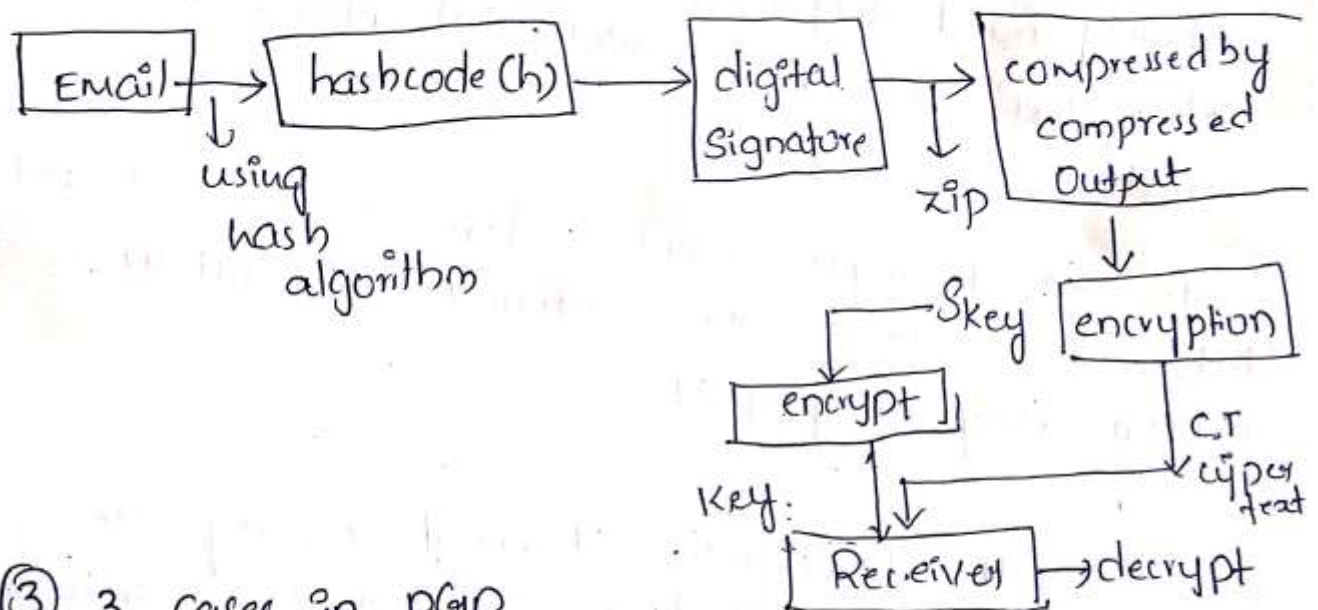 Email
hashcode(h)
digital
Signature
compressed by
compressed
Output
using
hash
algorithm
zip
Skey
encryption
encrypt
C.T
cyper
text
Key:
Receiver
decrypt
③ 3 cases in PGP